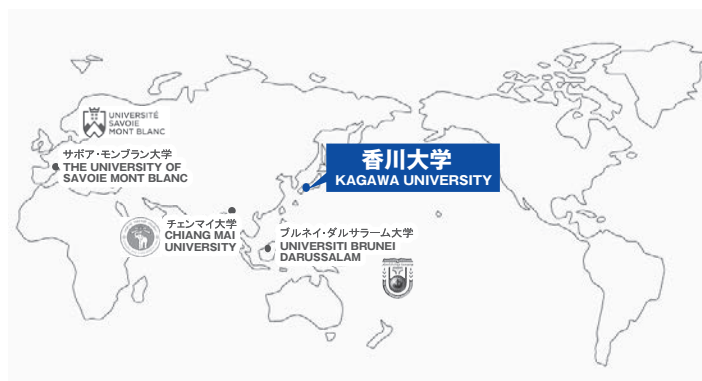 UNIVERSITÉ
SAVOIE
MONT BLANC
サボア・モンブラン大学
THE UNIVERSITY OF
SAVOIE MONT BLANC
香川大学
KAGAWA UNIVERSITY
チェンマイ大学
CHIANG MAI
UNIVERSITY
ブルネイ・ダルサラーム大学
UNIVERSITI BRUNEI
DARUSSALAM